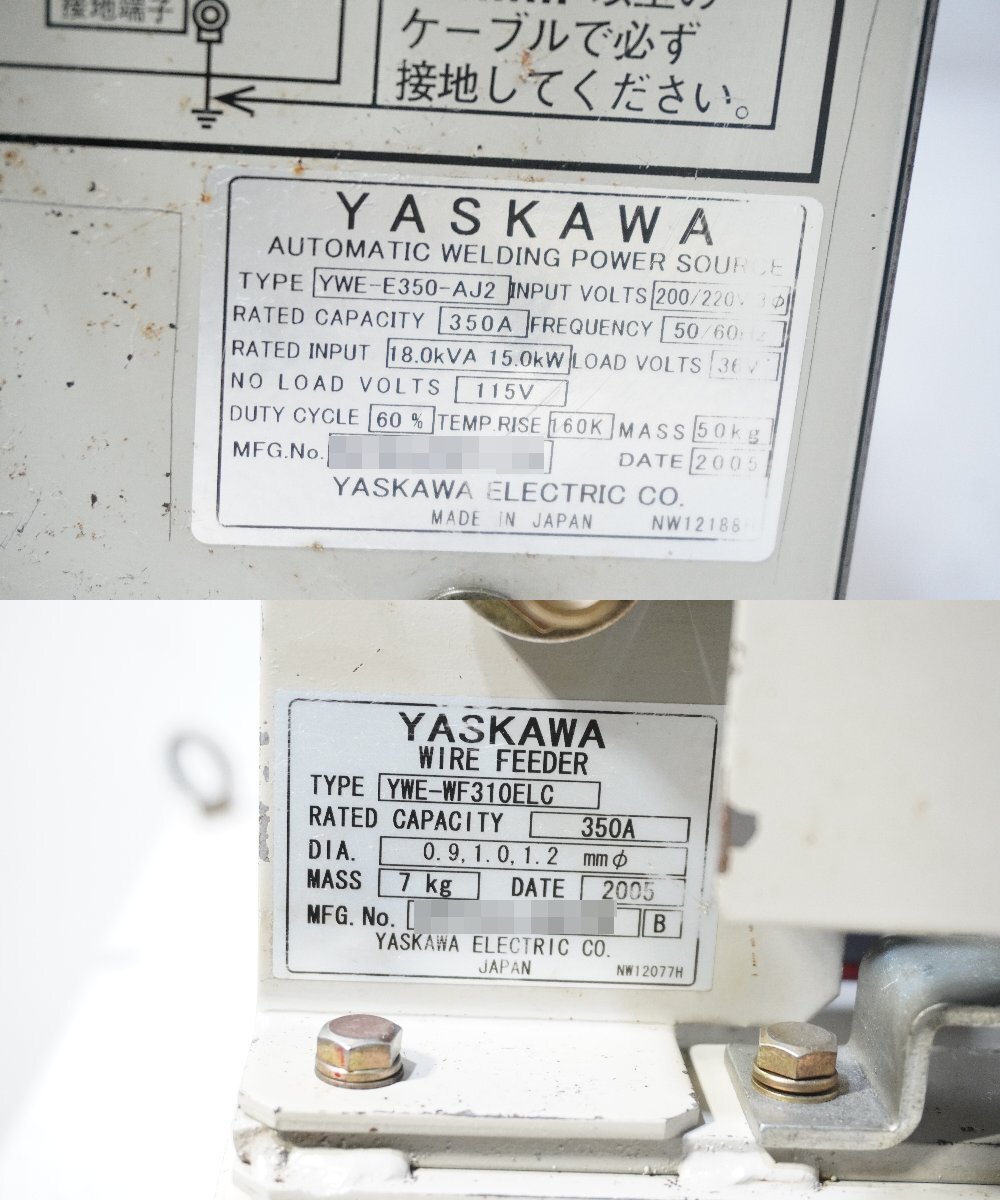 接地端子
ケーブルで必ず
接地してください。
YASKAWA
AUTOMATIC WELDING POWER SOURCE
TYPE YWE-E350-AJ2 INPUT VOLTS 200/220V 3φ
RATED CAPACITY 350A FREQUENCY 50/60Hz
RATED INPUT 18.0kVA 15.0kW LOAD VOLTS 36V
NO LOAD VOLTS 115V
DUTY CYCLE 60 % TEMP.RISE 160K MASS 50kg
MFG.No. DATE 2005
YASKAWA ELECTRIC CO.
MADE IN JAPAN NW12188
YASKAWA
WIRE FEEDER
TYPE YWE-WF310ELC
RATED CAPACITY 350A
DIA. 0.9,1.0,1.2 mmφ
MASS 7 kg DATE 2005
MFG. No. B
YASKAWA ELECTRIC CO.
JAPAN NW12077H